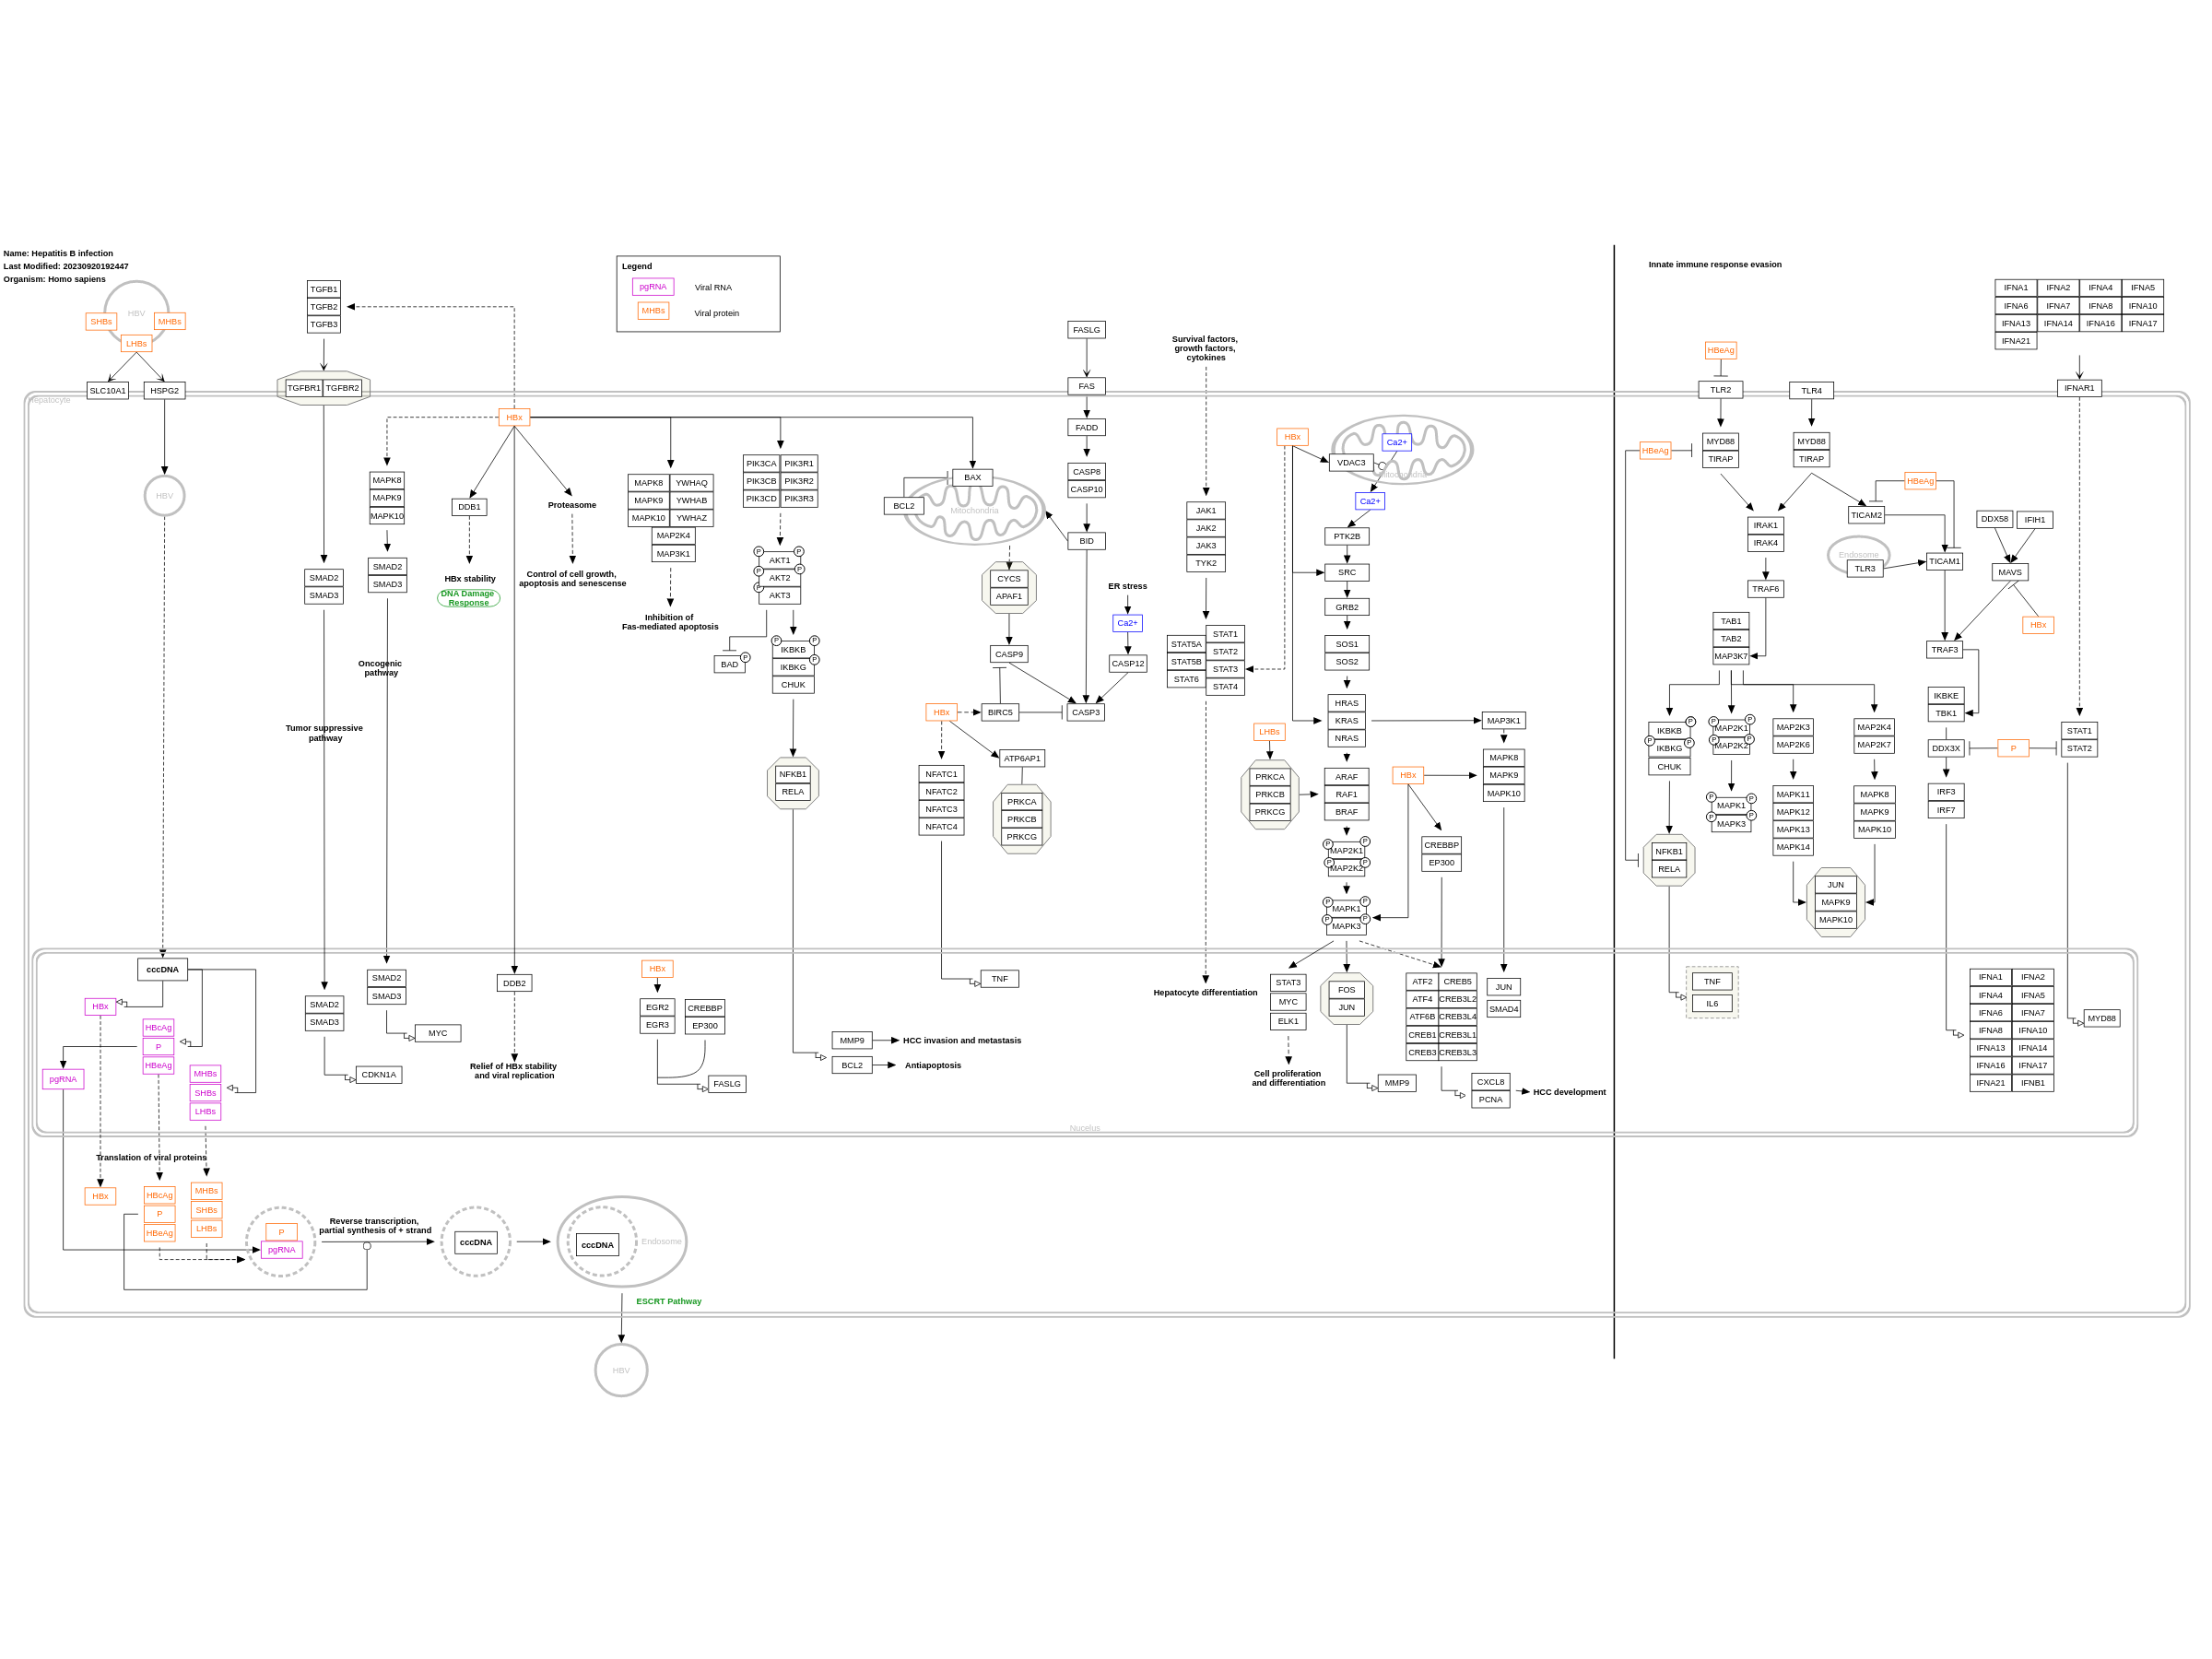 Name: Hepatitis B infection
Last Modified: 20230920192447
Organism: Homo sapiens
HBV
SHBs
MHBs
LHBs
SLC10A1
HSPG2
Hepatocyte
HBV
TGFB1
TGFB2
TGFB3
TGFBR1
TGFBR2
SMAD2
SMAD3
Tumor suppressive
pathway
Oncogenic
pathway
MAPK8
MAPK9
MAPK10
SMAD2
SMAD3
HBx
DDB1
HBx stability
DNA Damage
Response
Proteasome
Control of cell growth,
apoptosis and senescense
Legend
pgRNA
Viral RNA
MHBs
Viral protein
MAPK8
YWHAQ
MAPK9
YWHAB
MAPK10
YWHAZ
MAP2K4
MAP3K1
Inhibition of
Fas-mediated apoptosis
PIK3CA
PIK3R1
PIK3CB
PIK3R2
PIK3CD
PIK3R3
P
P
AKT1
P
P
AKT2
P
AKT3
BAD
P
P
P
IKBKB
P
IKBKG
CHUK
NFKB1
RELA
BAX
BCL2
Mitochondria
CYCS
APAF1
CASP9
HBx
BIRC5
CASP3
ATP6AP1
NFATC1
NFATC2
NFATC3
NFATC4
PRKCA
PRKCB
PRKCG
FASLG
FAS
FADD
CASP8
CASP10
BID
ER stress
Ca2+
CASP12
Survival factors,
growth factors,
cytokines
JAK1
JAK2
JAK3
TYK2
STAT5A
STAT5B
STAT6
STAT1
STAT2
STAT3
STAT4
Hepatocyte differentiation
HBx
VDAC3
Ca2+
Mitochondria
Ca2+
PTK2B
SRC
GRB2
SOS1
SOS2
HRAS
KRAS
NRAS
MAP3K1
LHBs
PRKCA
PRKCB
PRKCG
ARAF
RAF1
BRAF
HBx
MAPK8
MAPK9
MAPK10
P
P
MAP2K1
P
P
MAP2K2
CREBBP
EP300
P
P
MAPK1
P
P
MAPK3
Innate immune response evasion
HBeAg
TLR2
TLR4
HBeAg
MYD88
TIRAP
MYD88
TIRAP
HBeAg
TICAM2
IRAK1
IRAK4
Endosome
TLR3
TICAM1
DDX58
IFIH1
MAVS
HBx
TRAF6
TAB1
TAB2
MAP3K7
TRAF3
IKBKE
TBK1
DDX3X
P
IRF3
IRF7
IFNA1
IFNA2
IFNA4
IFNA5
IFNA6
IFNA7
IFNA8
IFNA10
IFNA13
IFNA14
IFNA16
IFNA17
IFNA21
IFNAR1
STAT1
STAT2
P
IKBKB
P
P
IKBKG
CHUK
P
P
MAP2K1
P
P
MAP2K2
MAP2K3
MAP2K6
MAP2K4
MAP2K7
P
P
MAPK1
P
P
MAPK3
MAPK11
MAPK12
MAPK13
MAPK14
MAPK8
MAPK9
MAPK10
NFKB1
RELA
JUN
MAPK9
MAPK10
cccDNA
HBx
HBcAg
P
HBeAg
pgRNA
MHBs
SHBs
LHBs
SMAD2
SMAD3
CDKN1A
SMAD2
SMAD3
MYC
DDB2
Relief of HBx stability
and viral replication
HBx
EGR2
EGR3
CREBBP
EP300
FASLG
MMP9
HCC invasion and metastasis
BCL2
Antiapoptosis
TNF
STAT3
MYC
ELK1
Cell proliferation
and differentiation
FOS
JUN
MMP9
ATF2
CREB5
ATF4
CREB3L2
ATF6B
CREB3L4
CREB1
CREB3L1
CREB3
CREB3L3
JUN
SMAD4
CXCL8
PCNA
HCC development
TNF
IL6
IFNA1
IFNA2
IFNA4
IFNA5
IFNA6
IFNA7
IFNA8
IFNA10
IFNA13
IFNA14
IFNA16
IFNA17
IFNA21
IFNB1
MYD88
Nucelus
Translation of viral proteins
HBx
HBcAg
P
HBeAg
MHBs
SHBs
LHBs
P
pgRNA
Reverse transcription,
partial synthesis of + strand
cccDNA
cccDNA
Endosome
ESCRT Pathway
HBV